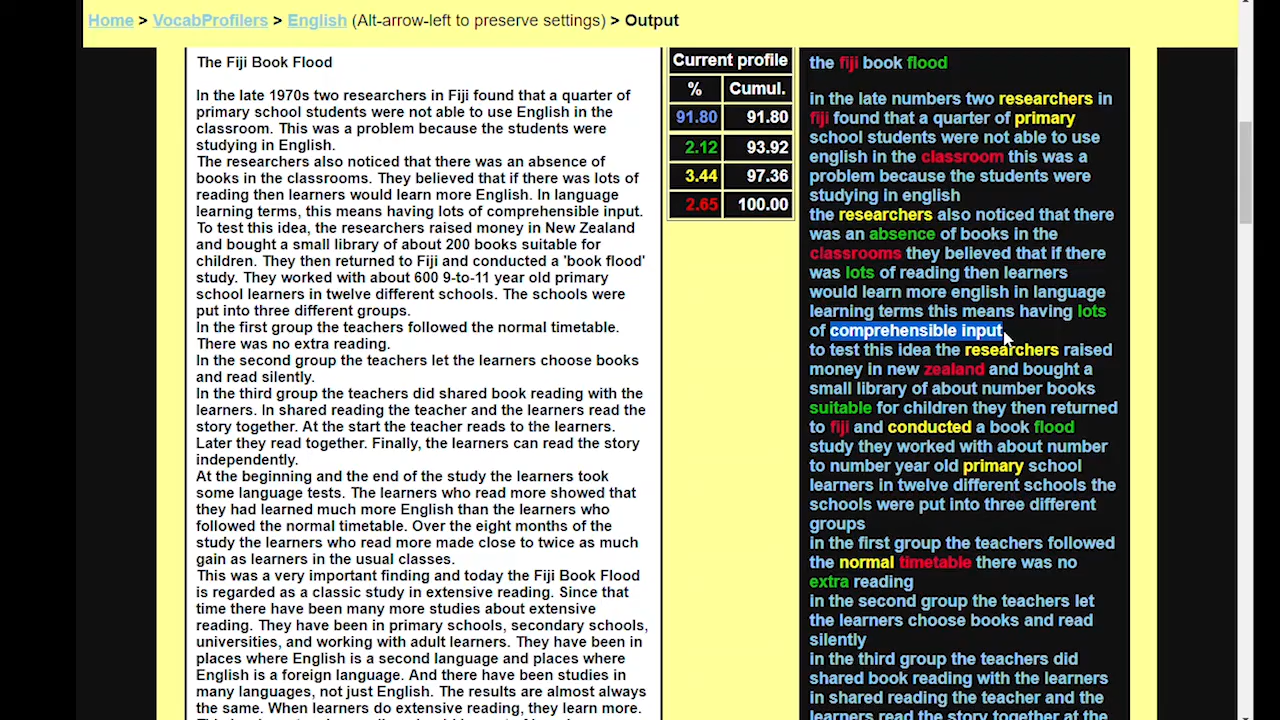 Home > VocabProfilers > English (Alt-arrow-left to preserve settings) > Output
The Fiji Book Flood
In the late 1970s two researchers in Fiji found that a quarter of
primary school students were not able to use English in the
classroom. This was a problem because the students were
studying in English.
The researchers also noticed that there was an absence of
books in the classrooms. They believed that if there was lots of
reading then learners would learn more English. In language
learning terms, this means having lots of comprehensible input.
To test this idea, the researchers raised money in New Zealand
and bought a small library of about 200 books suitable for
children. They then returned to Fiji and conducted a 'book flood'
study. They worked with about 600 9-to-11 year old primary
school learners in twelve different schools. The schools were
put into three different groups.
In the first group the teachers followed the normal timetable.
There was no extra reading.
In the second group the teachers let the learners choose books
and read silently.
In the third group the teachers did shared book reading with the
learners. In shared reading the teacher and the learners read the
story together. At the start the teacher reads to the learners.
Later they read together. Finally, the learners can read the story
independently.
At the beginning and the end of the study the learners took
some language tests. The learners who read more showed that
they had learned much more English than the learners who
followed the normal timetable. Over the eight months of the
study the learners who read more made close to twice as much
gain as learners in the usual classes.
This was a very important finding and today the Fiji Book Flood
is regarded as a classic study in extensive reading. Since that
time there have been many more studies about extensive
reading. They have been in primary schools, secondary schools,
universities, and working with adult learners. They have been in
places where English is a second language and places where
English is a foreign language. And there have been studies in
many languages, not just English. The results are almost always
the same. When learners do extensive reading, they learn more.
Current profile
% Cumul.
91.80 91.80
2.12 93.92
3.44 97.36
2.65 100.00
the fiji book flood
in the late numbers two researchers in
fiji found that a quarter of primary
school students were not able to use
english in the classroom this was a
problem because the students were
studying in english
the researchers also noticed that there
was an absence of books in the
classrooms they believed that if there
was lots of reading then learners
would learn more english in language
learning terms this means having lots
of comprehensible input
to test this idea the researchers raised
money in new zealand and bought a
small library of about number books
suitable for children they then returned
to fiji and conducted a book flood
study they worked with about number
to number year old primary school
learners in twelve different schools the
schools were put into three different
groups
in the first group the teachers followed
the normal timetable there was no
extra reading
in the second group the teachers let
the learners choose books and read
silently
in the third group the teachers did
shared book reading with the learners
in shared reading the teacher and the
learners read the story together at the